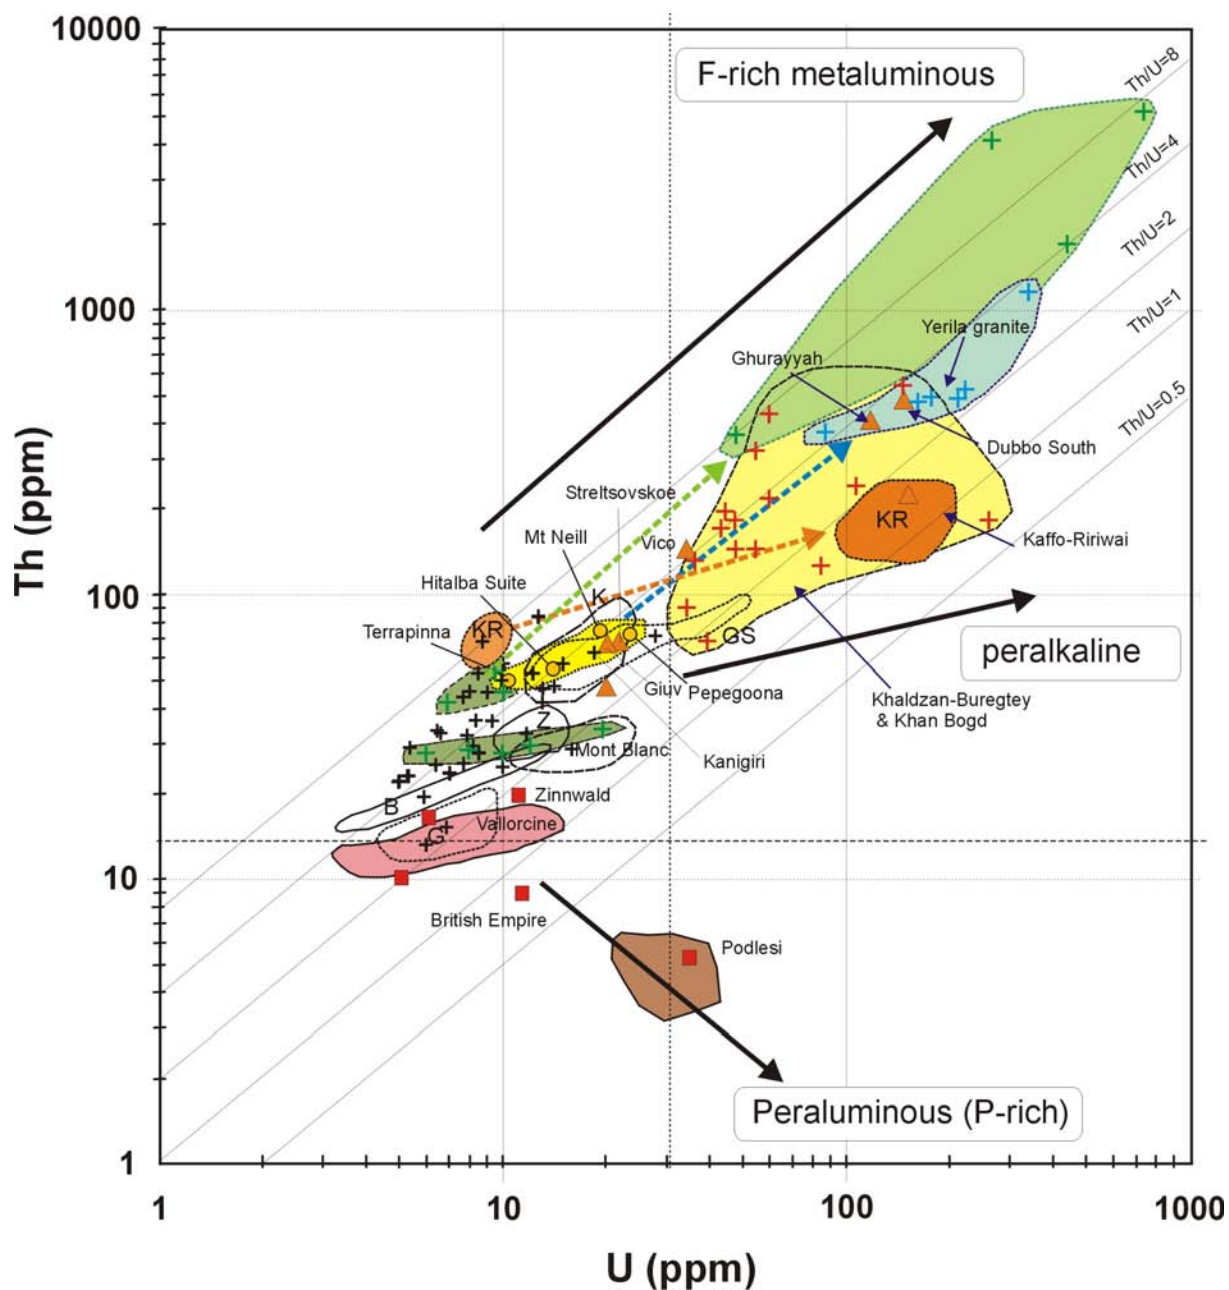 10000
F-rich metaluminous
Th/U=8
Th/U=4
Th/U=2
1000
Th/U=1
Yerila granite
Ghurayyah
Th/U=0.5
Dubbo South
Th (ppm)
Streltsovskoe
KR
Mt Neill
Vico
Kaffo-Ririwai
Hitalba Suite
100
K
KR
GS
Terrapinna
peralkaline
Giuv
Pepegoona
Khaldzan-Buregtey
& Khan Bogd
Z
Mont Blanc
Kanigiri
B
Zinnwald
G
Vallorcine
10
British Empire
Podlesi
Peraluminous (P-rich)
1
1
10
100
1000
U (ppm)